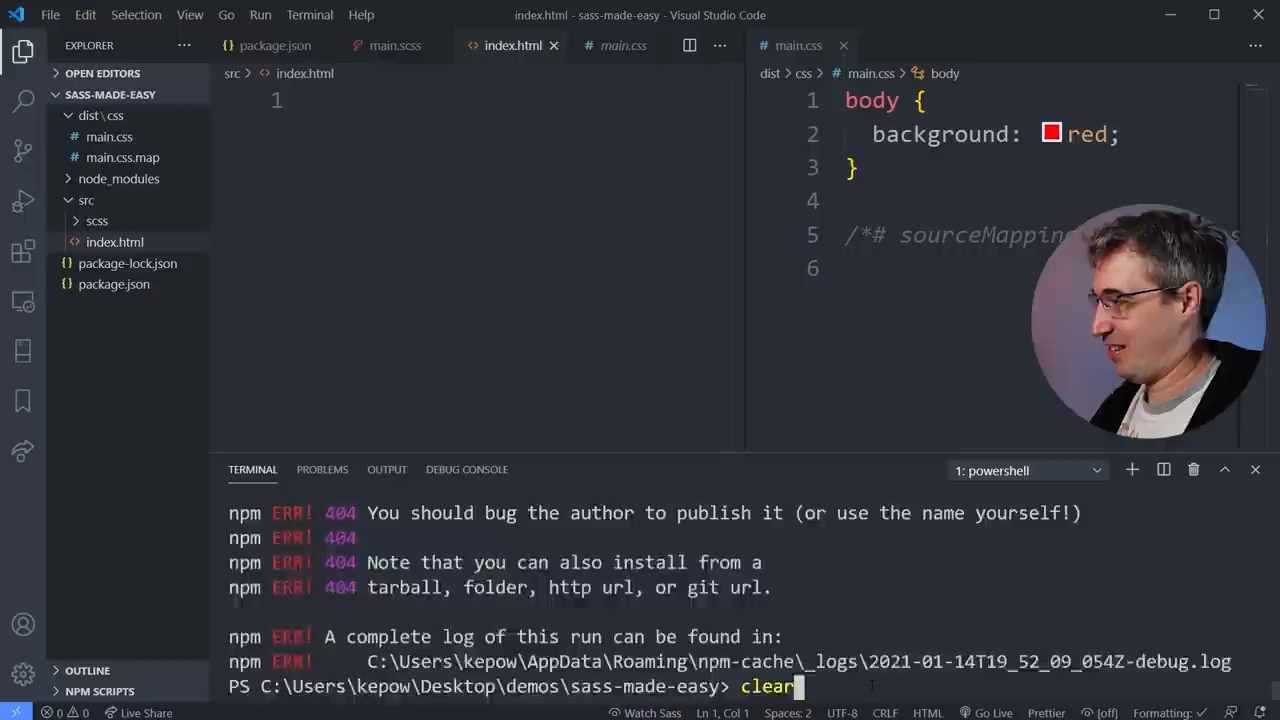 File Edit Selection View Go Run Terminal Help
index.html - sass-made-easy - Visual Studio Code
EXPLORER
package.json main.scss index.html main.css
main.css
OPEN EDITORS
SASS-MADE-EASY
dist\css
main.css
main.css.map
node_modules
src
scss
index.html
package-lock.json
package.json
OUTLINE
NPM SCRIPTS
src > index.html
1
dist > css > main.css > body
1 body {
2 background: red;
3 }
4
5 /*# sourceMapping
6
TERMINAL PROBLEMS OUTPUT DEBUG CONSOLE
1: powershell
npm ERR! 404 You should bug the author to publish it (or use the name yourself!)
npm ERR! 404
npm ERR! 404 Note that you can also install from a
npm ERR! 404 tarball, folder, http url, or git url.
npm ERR! A complete log of this run can be found in:
npm ERR! C:\Users\kepow\AppData\Roaming\npm-cache\_logs\2021-01-14T19_52_09_054Z-debug.log
PS C:\Users\kepow\Desktop\demos\sass-made-easy> clear
0 0 Live Share
Watch Sass Ln 1, Col 1 Spaces: 2 UTF-8 CRLF HTML Go Live Prettier [off] Formatting: ✓